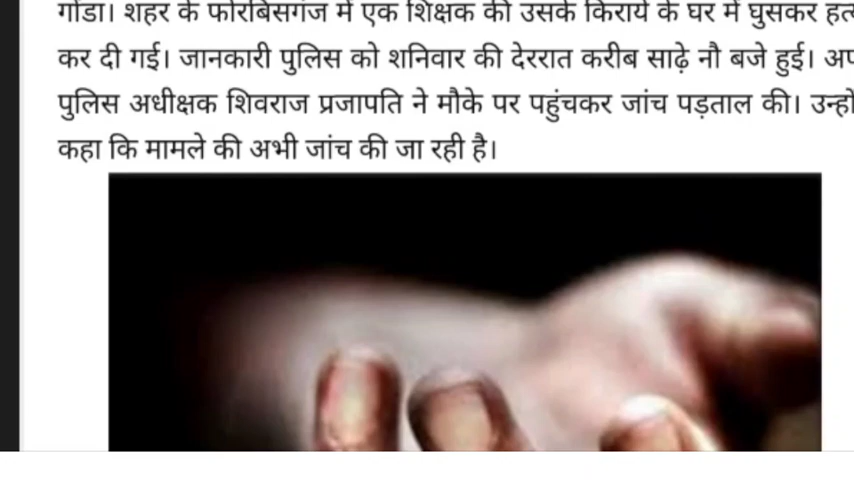 गोंडा। शहर के फोरबिसगंज में एक शिक्षक की उसके किराये के घर में घुसकर
कर दी गई। जानकारी पुलिस को शनिवार की देररात करीब साढ़े नौ बजे हुई।
पुलिस अधीक्षक शिवराज प्रजापति ने मौके पर पहुंचकर जांच पड़ताल की।
कहा कि मामले की अभी जांच की जा रही है।